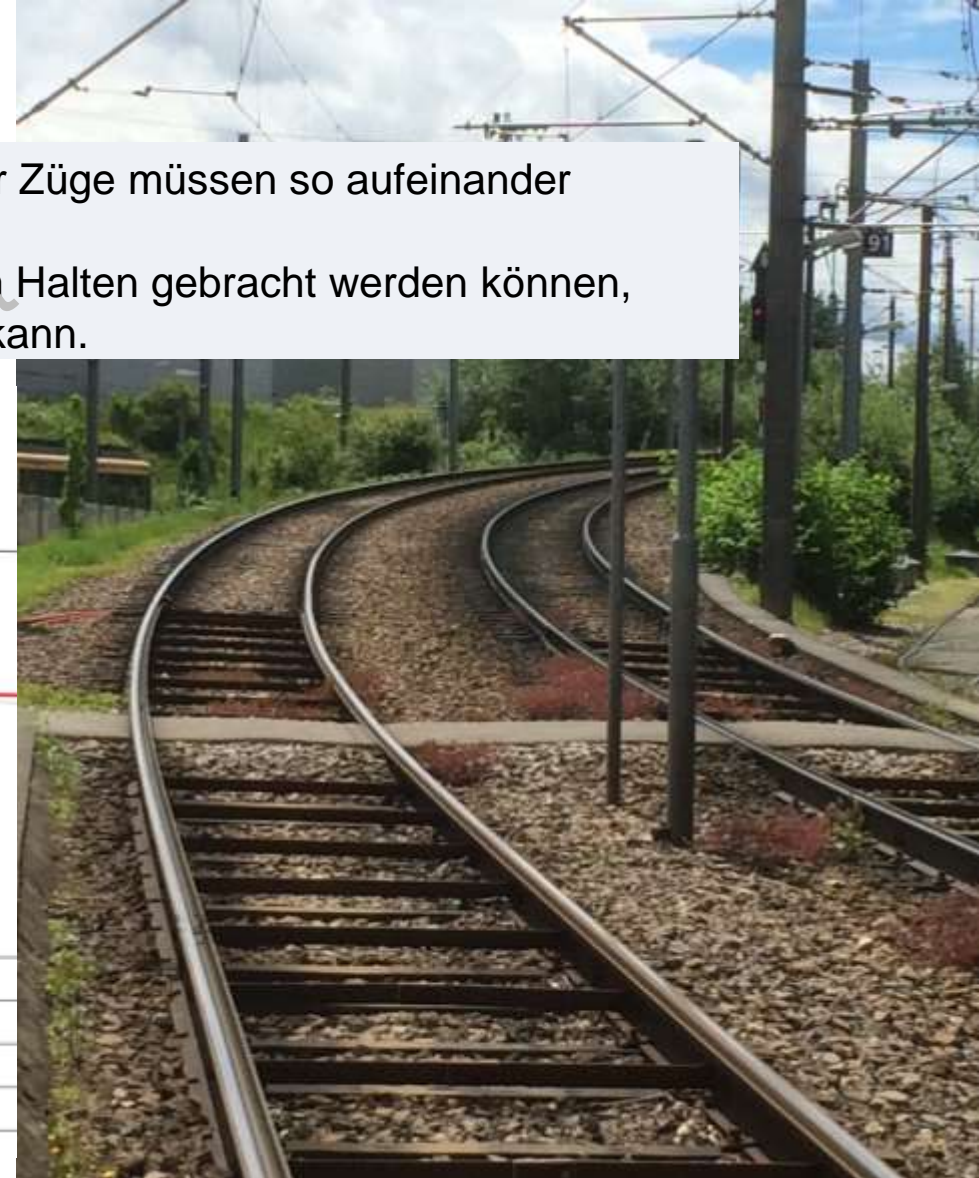 r Züge müssen so aufeinander
Halten gebracht werden können,
kann.
91